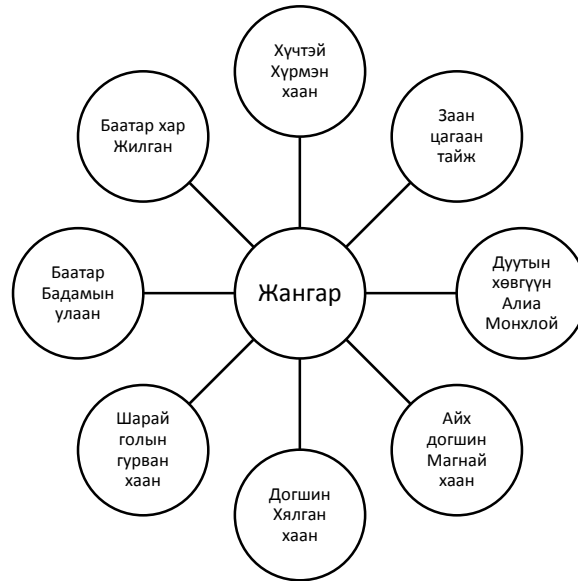 Хүчтэй
Хүрмэн
хаан
Заан
цагаан
тайж
Дуутын
хөвгүүн
Алиа
Монхлой
Айх
догшин
Магнай
хаан
Догшин
Хялган
хаан
Шарай
голын
гурван
хаан
Баатар
Бадамын
улаан
Баатар хар
Жилган
Жангар